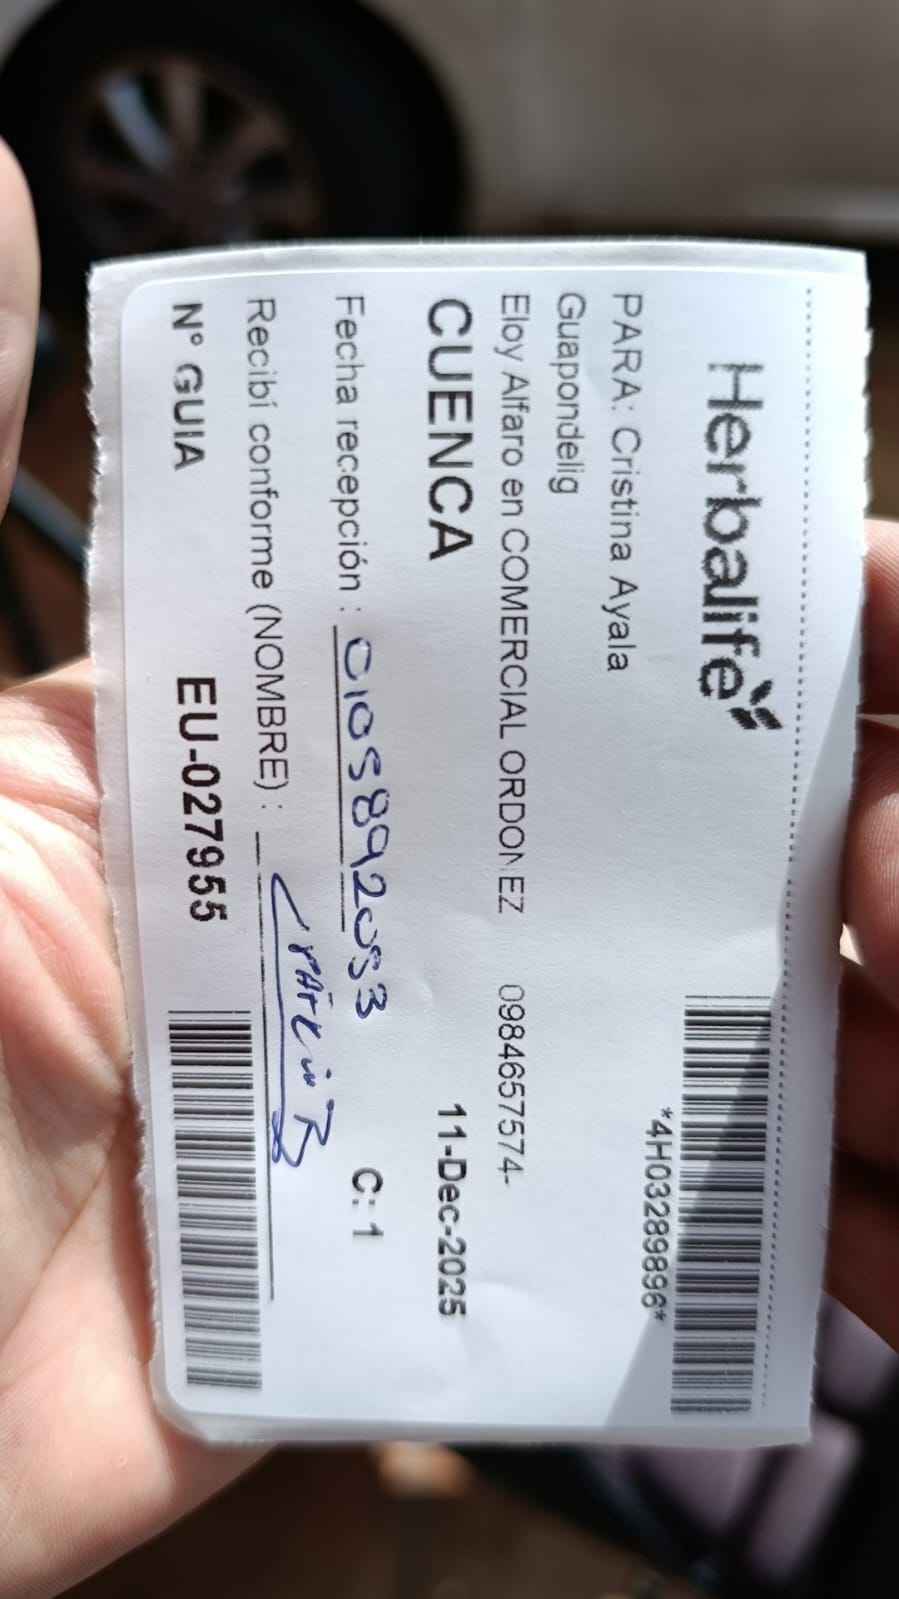 Herbalife
*4H03289896*
PARA: Cristina Ayala
Guapondelig
Eloy Alfaro en COMERCIAL ORDONEZ 0984657574-
CUENCA 11-Dec-2025
Fecha recepción : 0105892053 C: 1
Recibí conforme (NOMBRE) :
Nº GUIA EU-027955